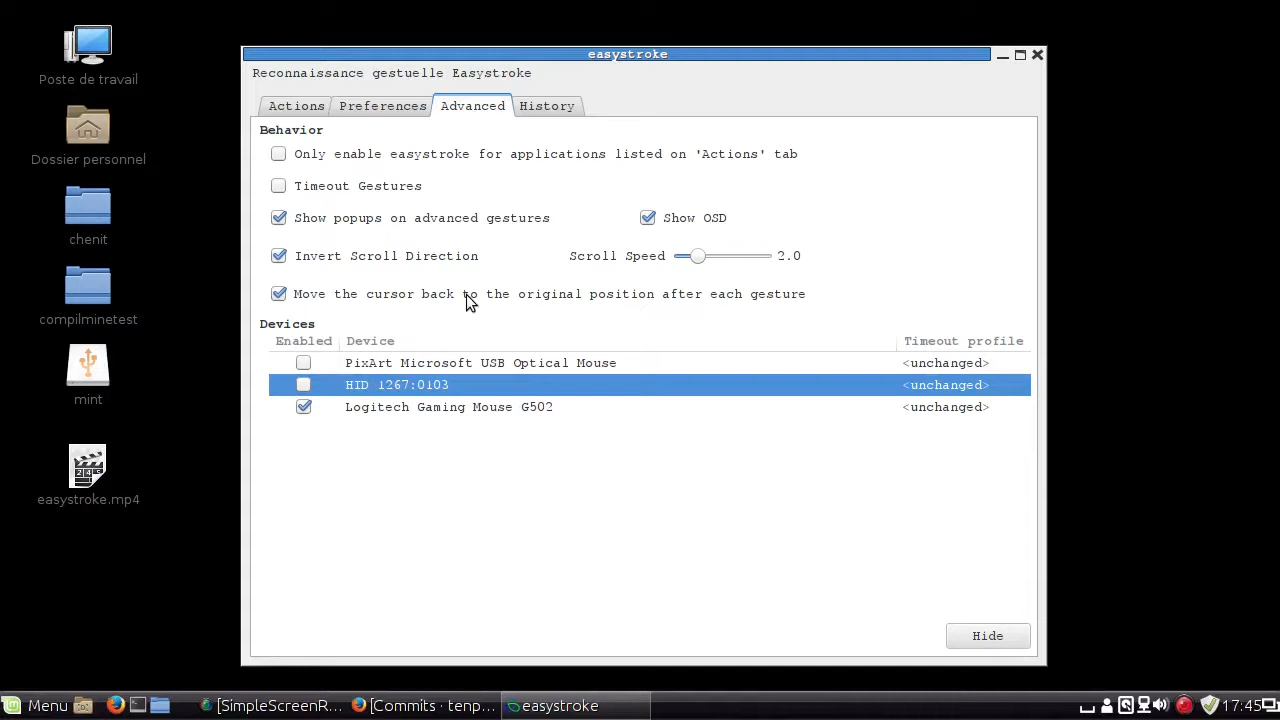 easystroke
Reconnaissance gestuelle Easystroke
Actions
Preferences
Advanced
History
Behavior
Only enable easystroke for applications listed on 'Actions' tab
Timeout Gestures
Show popups on advanced gestures
Show OSD
Invert Scroll Direction
Scroll Speed
2.0
Move the cursor back to the original position after each gesture
Devices
Enabled
Device
Timeout profile
PixArt Microsoft USB Optical Mouse
<unchanged>
HID 1267:0103
<unchanged>
Logitech Gaming Mouse G502
<unchanged>
Hide
Poste de travail
Dossier personnel
chenit
compilminetest
mint
easystroke.mp4
Menu
[SimpleScreenR...
[Commits · tenp...
easystroke
17:45